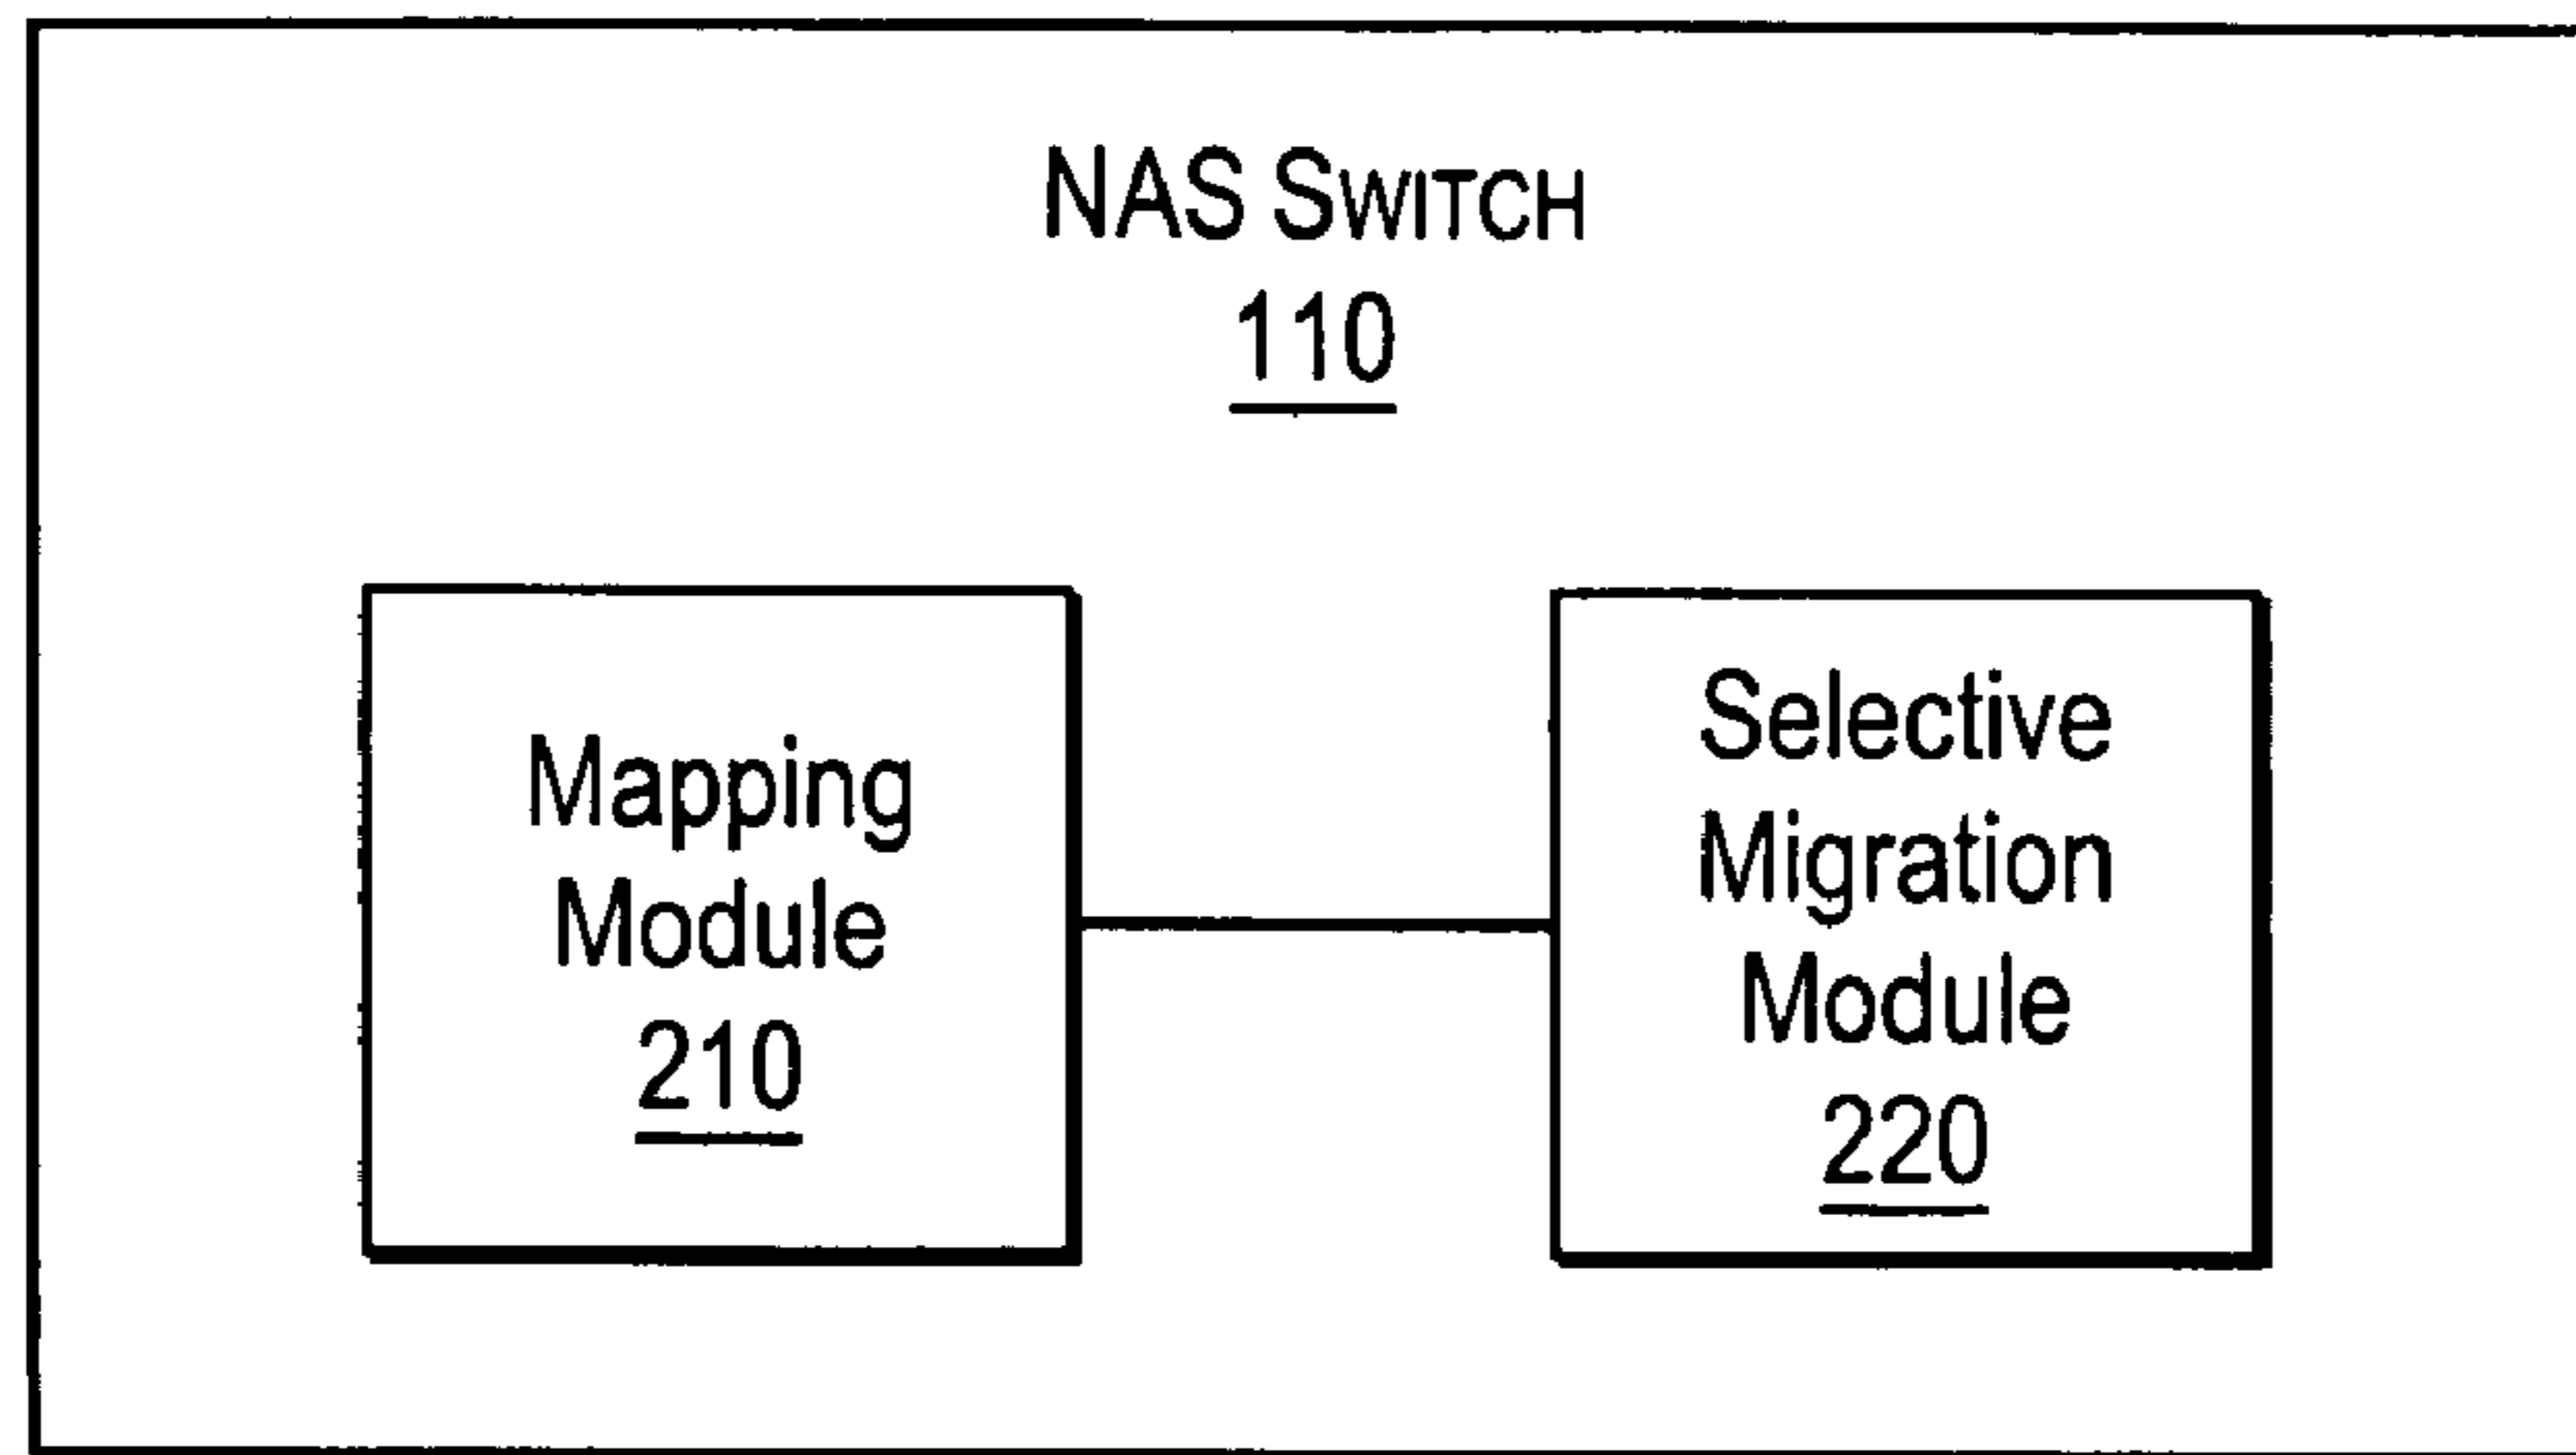 NAS SWITCH
110
Mapping
Module
210
Selective
Migration
Module
220